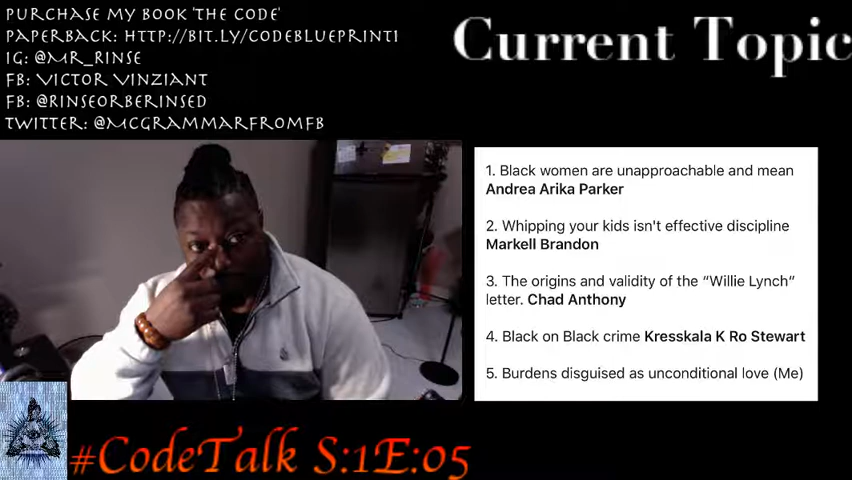 PURCHASE MY BOOK 'THE CODE'
PAPERBACK: HTTP://BIT.LY/CODEBLUEPRINT1
IG: @MR_RINSE
FB: VICTOR VINZIANT
FB: @RINSEORBERINSED
TWITTER: @MCGRAMMARFROMFB
Current Topic
1. Black women are unapproachable and mean
Andrea Arika Parker
2. Whipping your kids isn't effective discipline
Markell Brandon
3. The origins and validity of the “Willie Lynch”
letter. Chad Anthony
4. Black on Black crime Kresskala K Ro Stewart
5. Burdens disguised as unconditional love (Me)
#CodeTalk S:1E:05